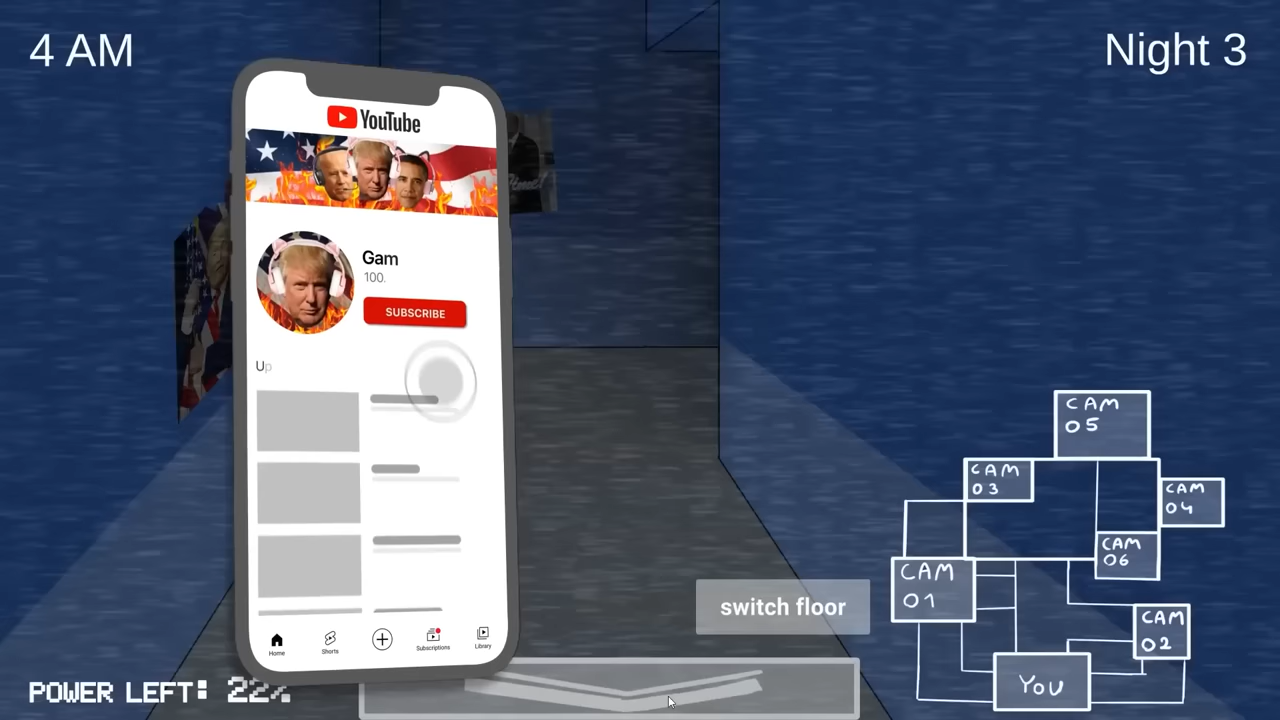 4 AM
Night 3
YouTube
Gam
100.
SUBSCRIBE
Up
Home
Shorts
Subscriptions
Library
CAM
05
CAM
03
CAM
04
CAM
06
CAM
01
CAM
02
YOU
switch floor
POWER LEFT: 22%